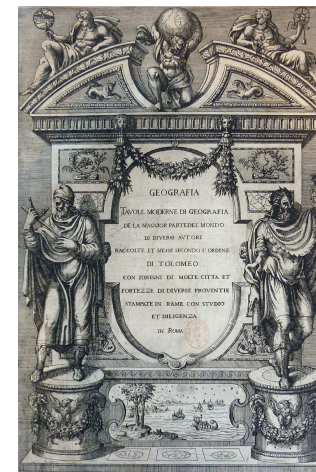 GEOGRAFIA
TAVOLE MODERNE DI GEOGRAFIA
DE LA MAGGIOR PARTE DEL MONDO
DI DIVERSI AVTORI
RACCOLTE ET MESSE SECONDO L'ORDINE
DI TOLOMEO
CON IDISEGNI DI MOLTE CITTA ET
FORTEZZE DI DIVERSE PROVINTIE
STAMPATE IN RAME CON STVDIO
ET DILIGENZA
IN ROMA